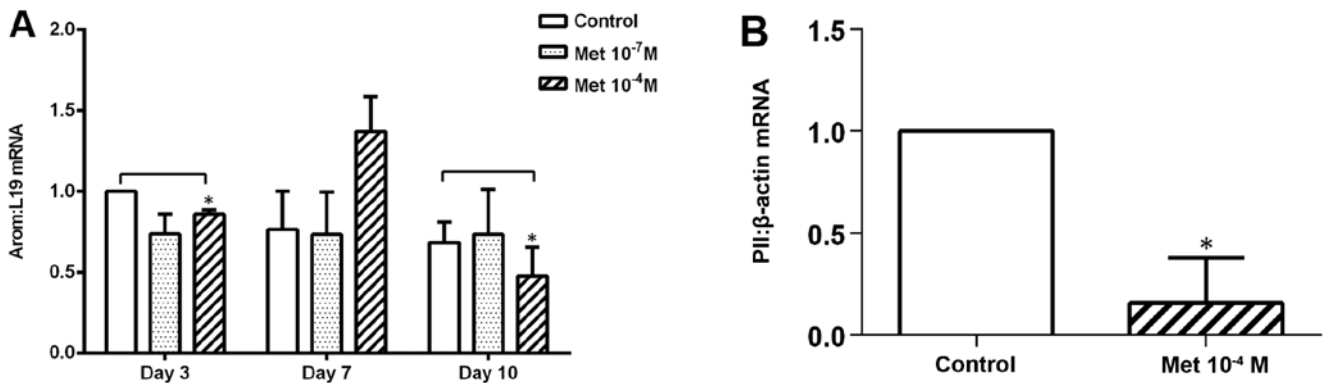 A
Arom:L19 mRNA
2.0
1.5
1.0
0.5
0.0
Control
Met 10⁻⁷M
Met 10⁻⁴M
*
*
Day 3
Day 7
Day 10
B
PII:β-actin mRNA
1.5
1.0
0.5
0.0
*
Control
Met 10⁻⁴ M